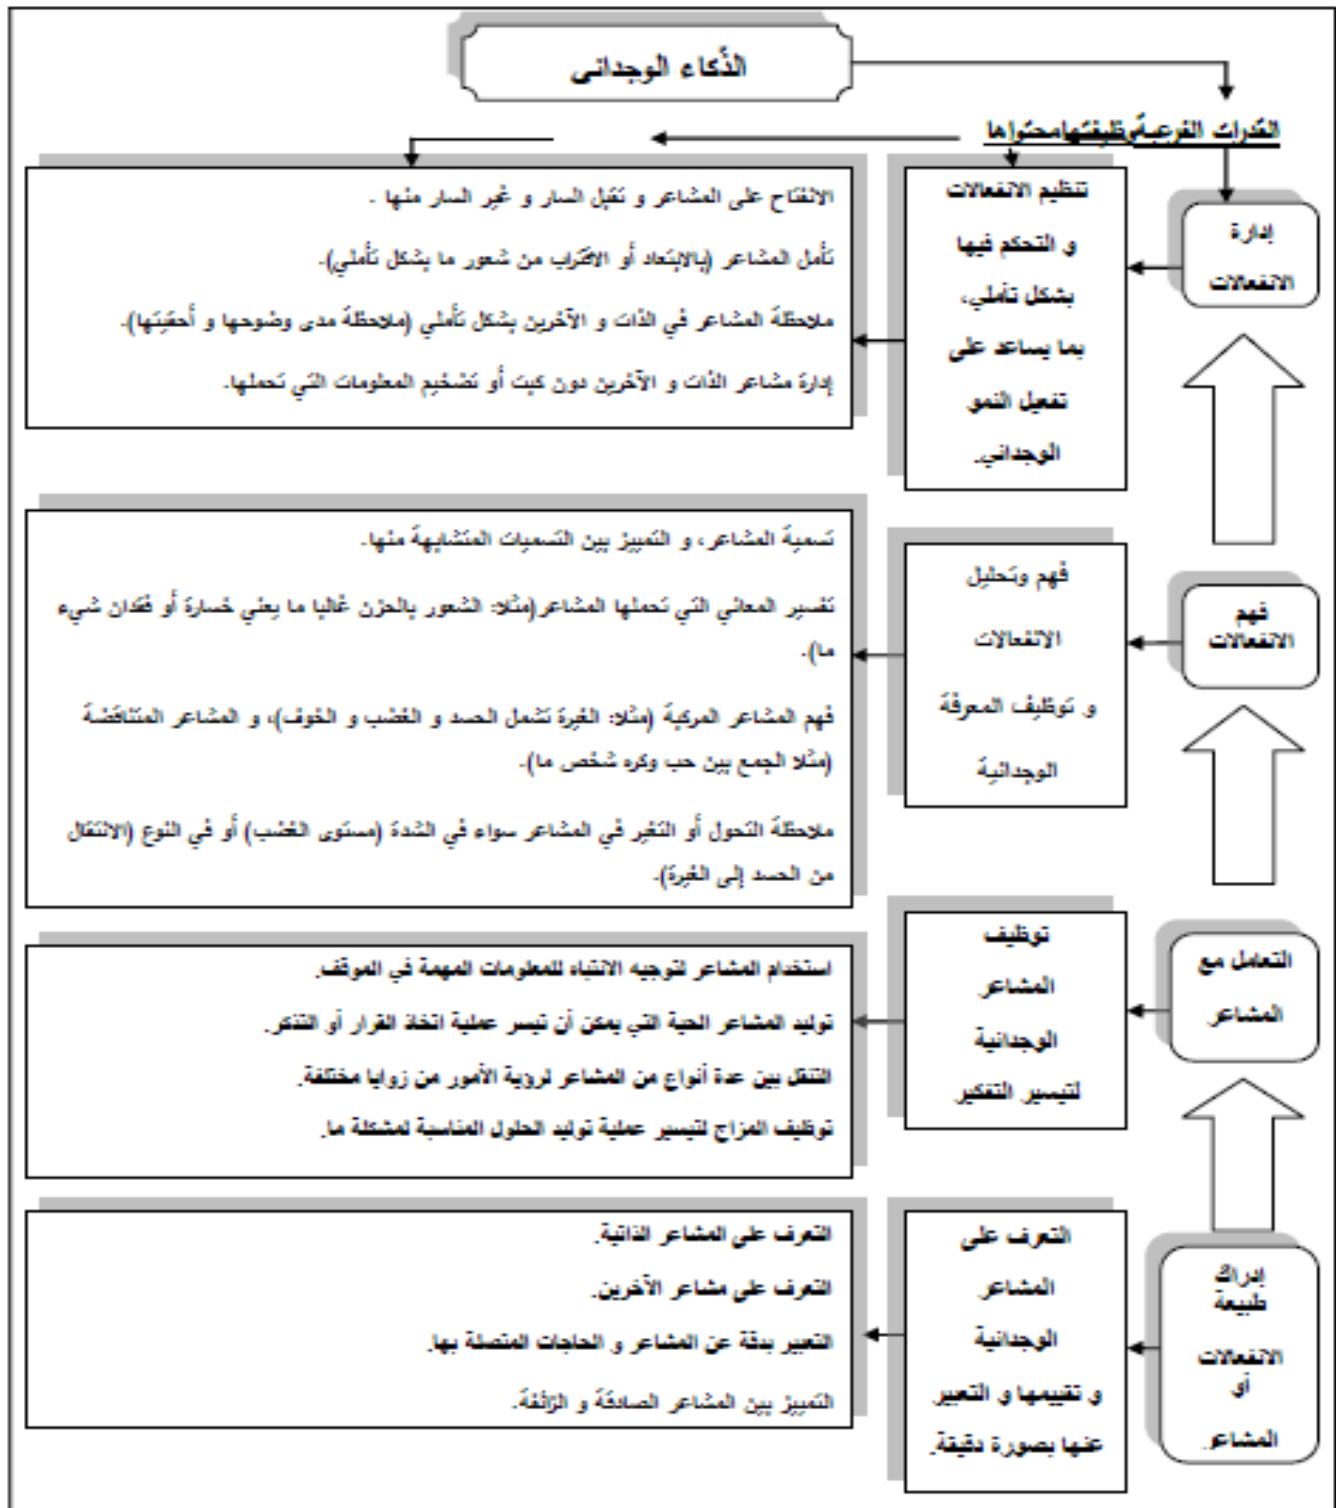 الذّكاء الوجداني
القدرات الفرعية وظيفتها محتواها
إدارة
الانفعالات
تنظيم الانفعالات
و التحكم فيها
بشكل تأملي،
بما يساعد على
تفعيل النمو
الوجداني.
الانفتاح على المشاعر و تقبل السار و غير السار منها .
تأمل المشاعر (بالابتعاد أو الاقتراب من شعور ما بشكل تأملي).
ملاحظة المشاعر في الذات و الآخرين بشكل تأملي (ملاحظة مدى وضوحها و أحقيتها).
إدارة مشاعر الذات و الآخرين دون كبت أو تضخيم المعلومات التي تحملها.
فهم
الانفعالات
فهم وتحليل
الانفعالات
و توظيف المعرفة
الوجدانية
تسمية المشاعر، و التمييز بين التسميات المتشابهة منها.
تفسير المعاني التي تحملها المشاعر(مثلا: الشعور بالحزن غالبا ما يعني خسارة أو فقدان شيء
ما).
فهم المشاعر المركبة (مثلا: الغيرة تشمل الحسد و الغضب و الخوف)، و المشاعر المتناقضة
(مثلا الجمع بين حب وكره شخص ما).
ملاحظة التحول أو التغير في المشاعر سواء في الشدة (مستوى الغضب) أو في النوع (الانتقال
من الحسد إلى الغيرة).
التعامل مع
المشاعر
توظيف
المشاعر
الوجدانية
لتيسير التفكير
استخدام المشاعر لتوجيه الانتباه للمعلومات المهمة في الموقف.
توليد المشاعر الحية التي يمكن أن تيسر عملية اتخاذ القرار أو التذكر.
التنقل بين عدة أنواع من المشاعر لرؤية الأمور من زوايا مختلفة.
توظيف المزاج لتيسير عملية توليد الحلول المناسبة لمشكلة ما.
إدراك
طبيعة
الانفعالات
أو
المشاعر
التعرف على
المشاعر
الوجدانية
و تقييمها و التعبير
عنها بصورة دقيقة.
التعرف على المشاعر الذاتية.
التعرف على مشاعر الآخرين.
التعبير بدقة عن المشاعر و الحاجات المتصلة بها.
التمييز بين المشاعر الصادقة و الزائفة.